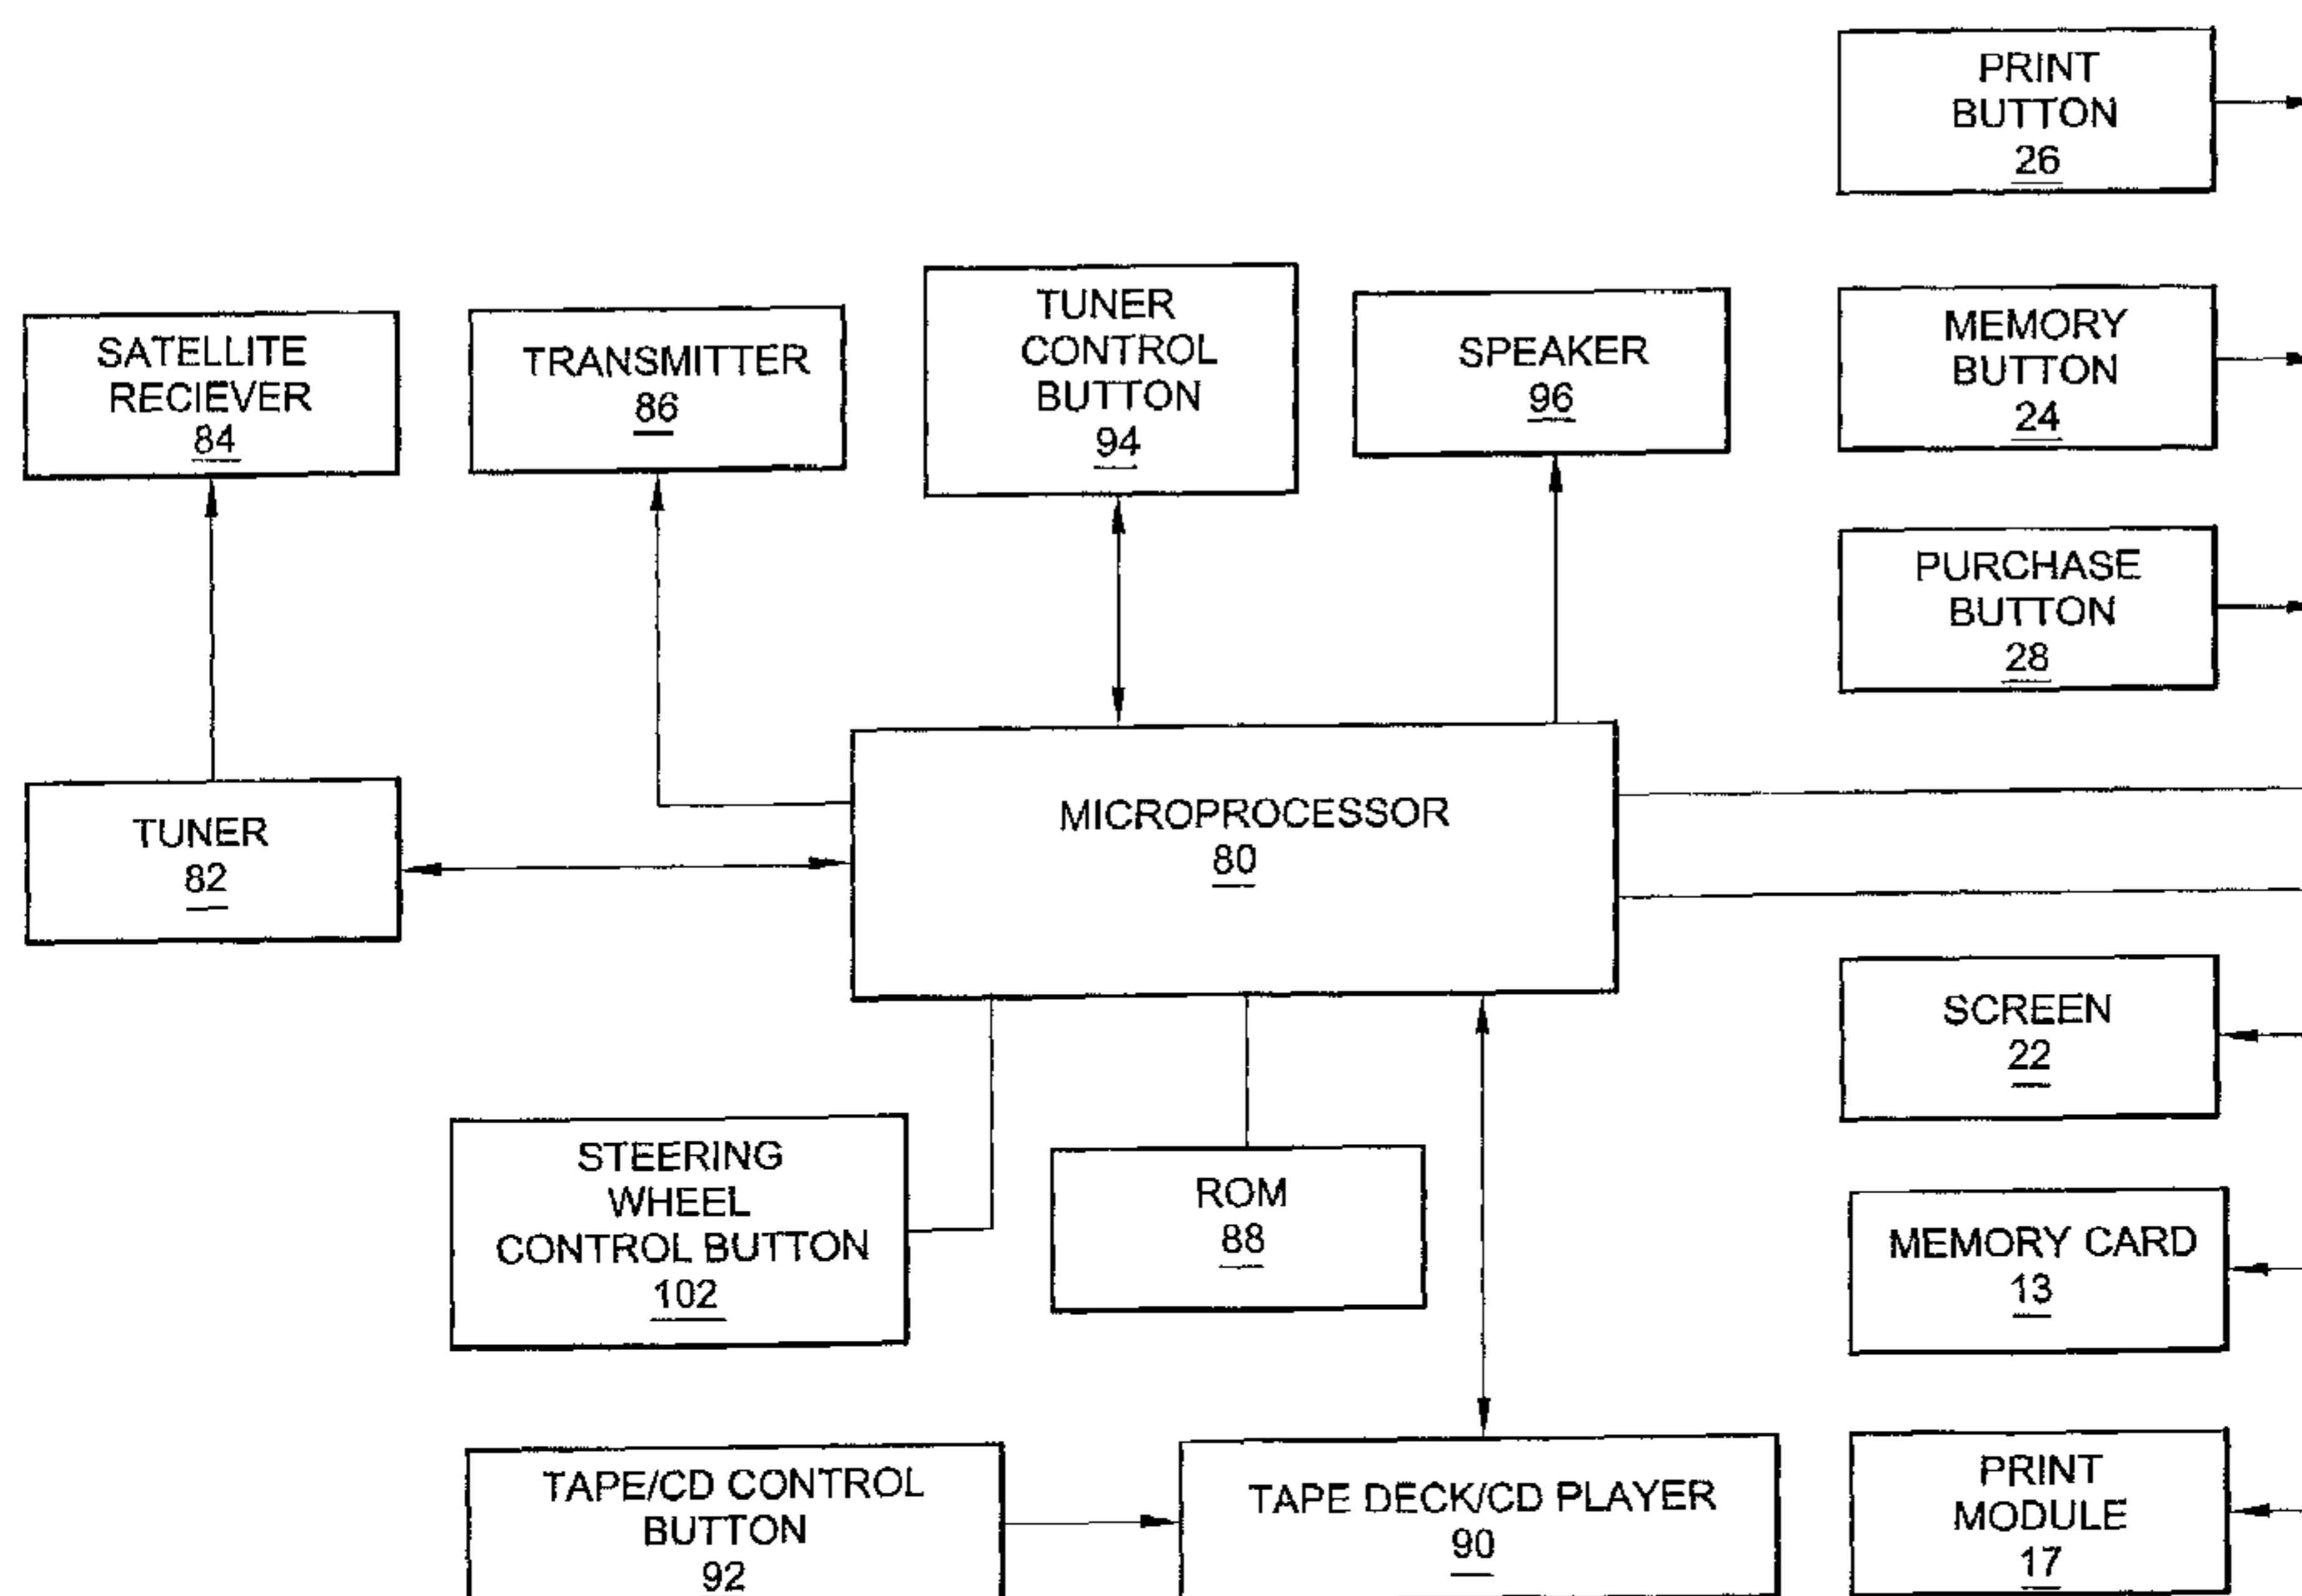 PRINT
BUTTON
26
SATELLITE
RECIEVER
84
TRANSMITTER
86
TUNER
CONTROL
BUTTON
94
SPEAKER
96
MEMORY
BUTTON
24
PURCHASE
BUTTON
28
TUNER
82
MICROPROCESSOR
80
SCREEN
22
STEERING
WHEEL
CONTROL BUTTON
102
ROM
88
MEMORY CARD
13
TAPE/CD CONTROL
BUTTON
92
TAPE DECK/CD PLAYER
90
PRINT
MODULE
17